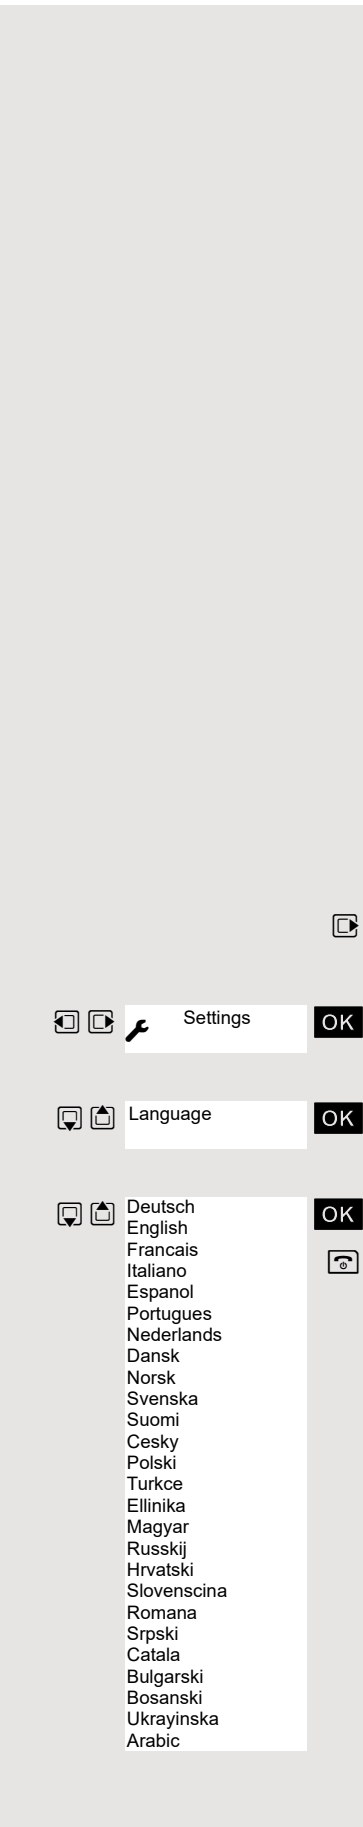 Settings OK
Language OK
Deutsch OK
English
Francais
Italiano
Espanol
Portugues
Nederlands
Dansk
Norsk
Svenska
Suomi
Cesky
Polski
Turkce
Ellinika
Magyar
Russkij
Hrvatski
Slovenscina
Romana
Srpski
Catala
Bulgarski
Bosanski
Ukrayinska
Arabic